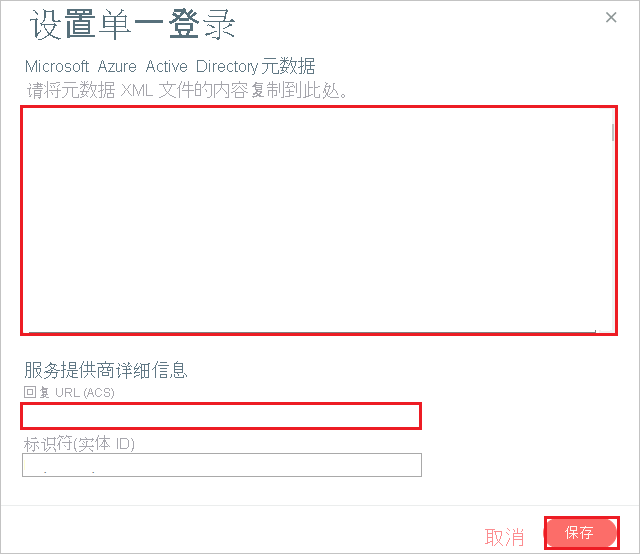 设置单一登录
Microsoft Azure Active Directory 元数据
请将元数据 XML 文件的内容复制到此处。
服务提供商详细信息
回复 URL (ACS)
标识符(实体 ID)
取消
保存